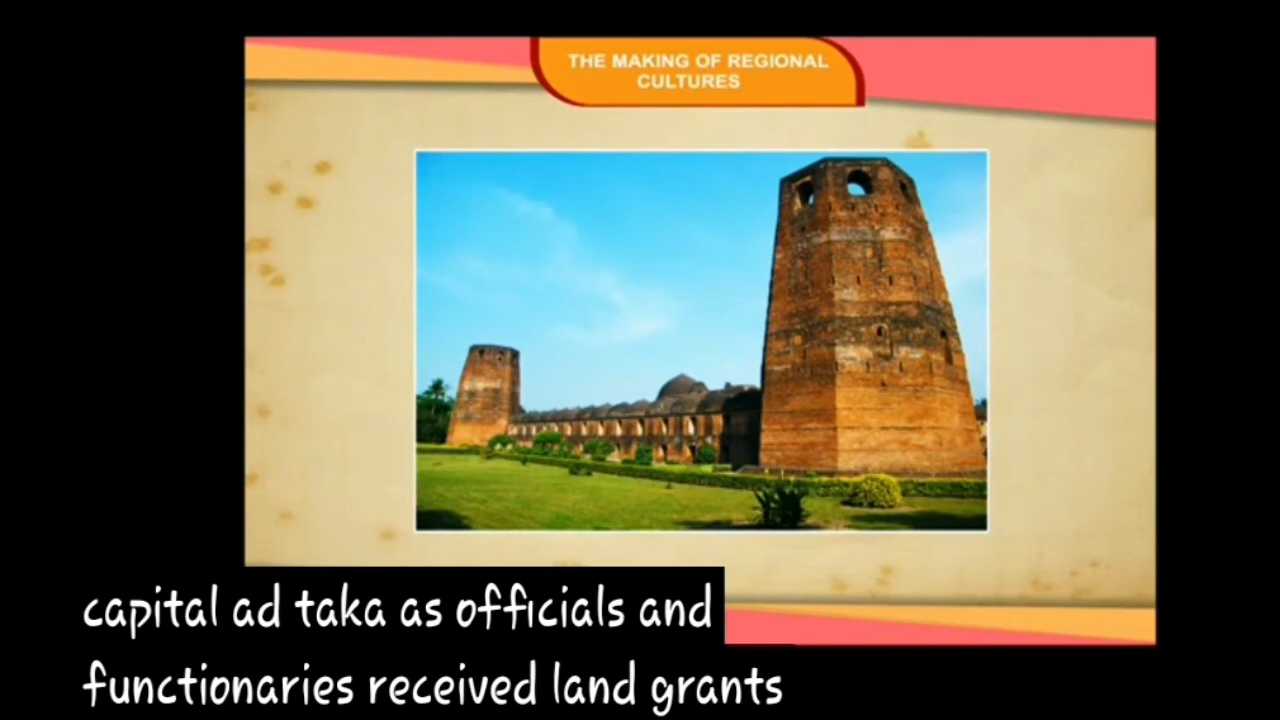 THE MAKING OF REGIONAL
CULTURES
capital ad taka as officials and
functionaries received land grants